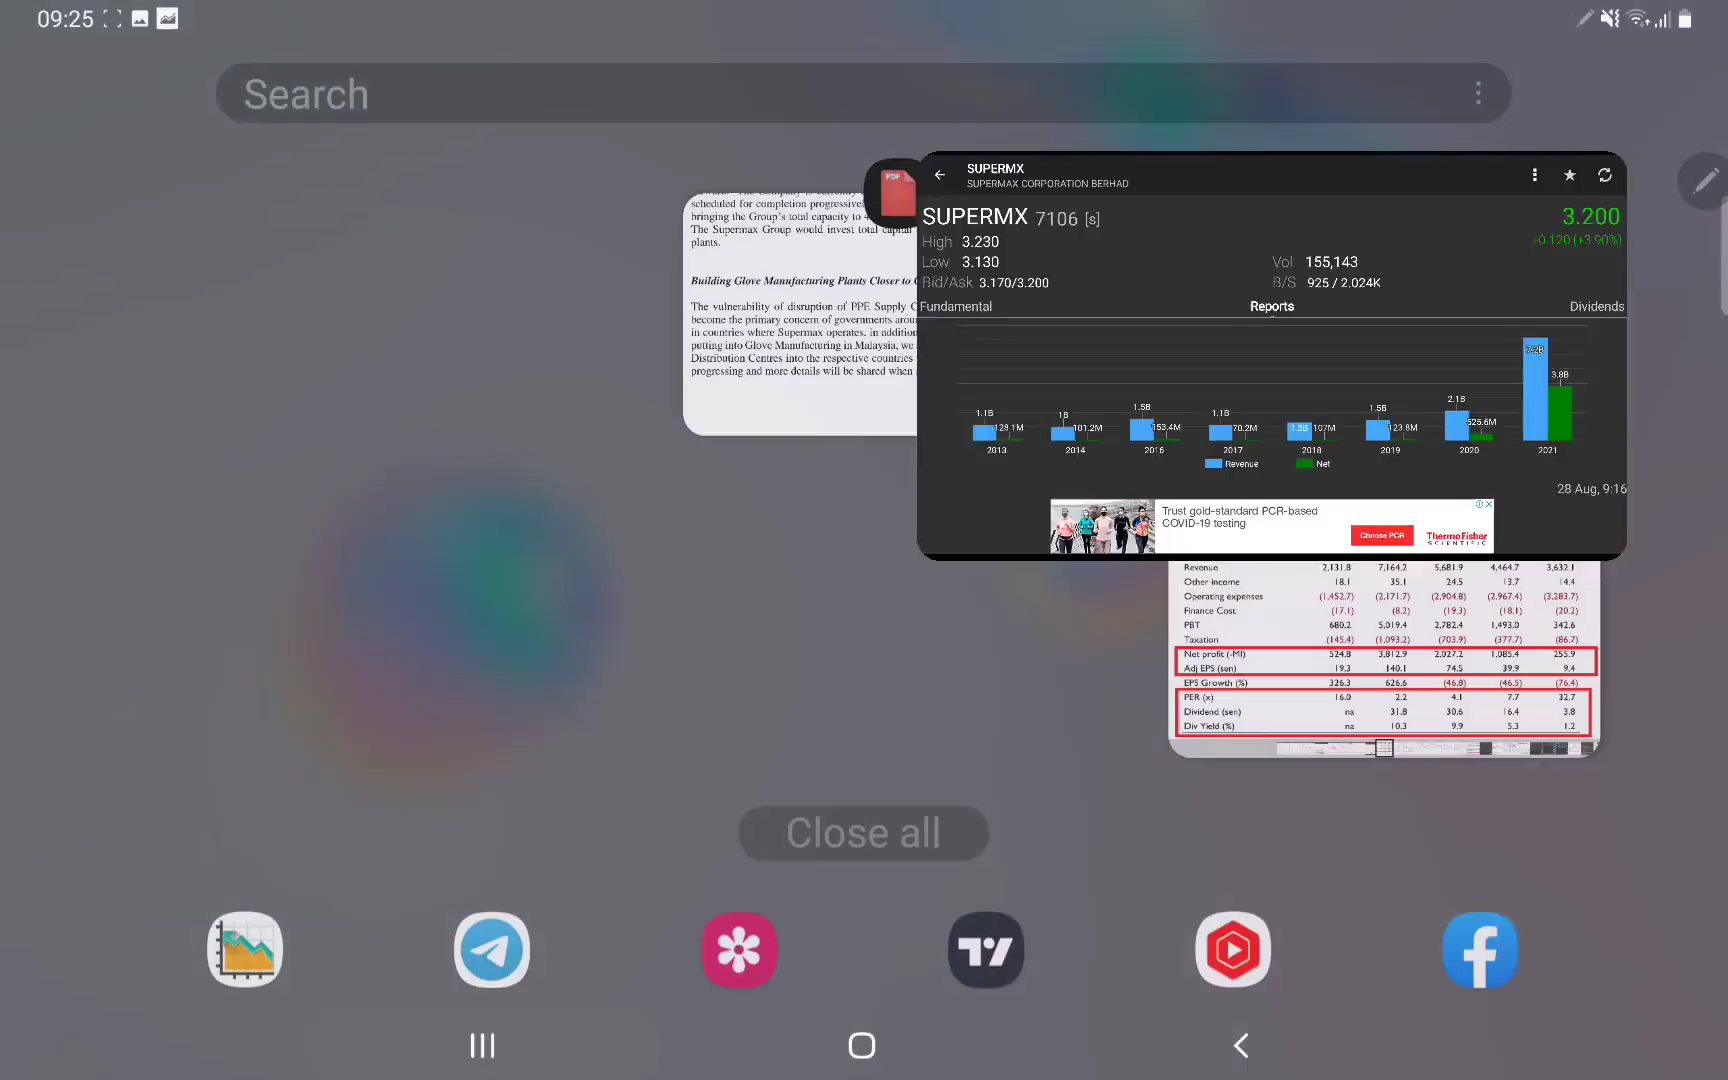 09:25
Search
scheduled for completion progressivel
bringing the Group's total capacity to 4
The Supermax Group would invest total capital
plants.
Building Glove Manufacturing Plants Closer to
The vulnerability of disruption of PPE Supply C
become the primary concern of governments arou
in countries where Supermax operates. in addition
putting into Glove Manufacturing in Malaysia, we
Distribution Centres into the respective countries
progressing and more details will be shared when
PDF
SUPERMX
SUPERMAX CORPORATION BERHAD
SUPERMX 7106 [s]
3.200
High 3.230
+0.120 (+3.90%)
Low 3.130
Vol 155,143
Bid/Ask 3.170/3.200
B/S 925 / 2.024K
Fundamental Reports Dividends
7.2B
3.8B
1.1B 128.1M
1B 101.2M
1.5B 153.4M
1.1B 70.2M
1.3B 107M
1.5B 123.8M
2.1B 525.6M
2013 2014 2016 2017 2018 2019 2020 2021
Revenue Net
28 Aug, 9:16
Trust gold-standard PCR-based
COVID-19 testing
Choose PCR
ThermoFisher
SCIENTIFIC
Revenue 2,131.8 7,164.2 5,681.9 4,464.7 3,632.1
Other income 18.1 35.1 24.5 13.7 14.4
Operating expenses (1,452.7) (2,171.7) (2,904.8) (2,967.4) (3,283.7)
Finance Cost (17.1) (8.2) (19.3) (18.1) (20.2)
PBT 680.2 5,019.4 2,782.4 1,493.0 342.6
Taxation (145.4) (1,093.2) (703.9) (377.7) (86.7)
Net profit (-MI) 524.8 3,812.9 2,027.2 1,085.4 255.9
Adj EPS (sen) 19.3 140.1 74.5 39.9 9.4
EPS Growth (%) 326.3 626.6 (46.8) (46.5) (76.4)
PER (x) 16.0 2.2 4.1 7.7 32.7
Dividend (sen) na 31.8 30.6 16.4 3.8
Div Yield (%) na 10.3 9.9 5.3 1.2
Close all